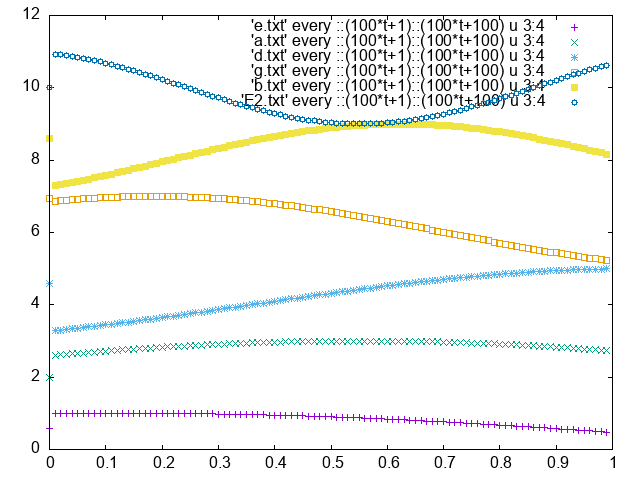 12
10
8
6
4
2
0
'e.txt' every ::(100*t+1)::(100*t+100) u 3:4
'a.txt' every ::(100*t+1)::(100*t+100) u 3:4
'd.txt' every ::(100*t+1)::(100*t+100) u 3:4
'g.txt' every ::(100*t+1)::(100*t+100) u 3:4
'b.txt' every ::(100*t+1)::(100*t+100) u 3:4
'E2.txt' every ::(100*t+1)::(100*t+100) u 3:4
0 0.1 0.2 0.3 0.4 0.5 0.6 0.7 0.8 0.9 1